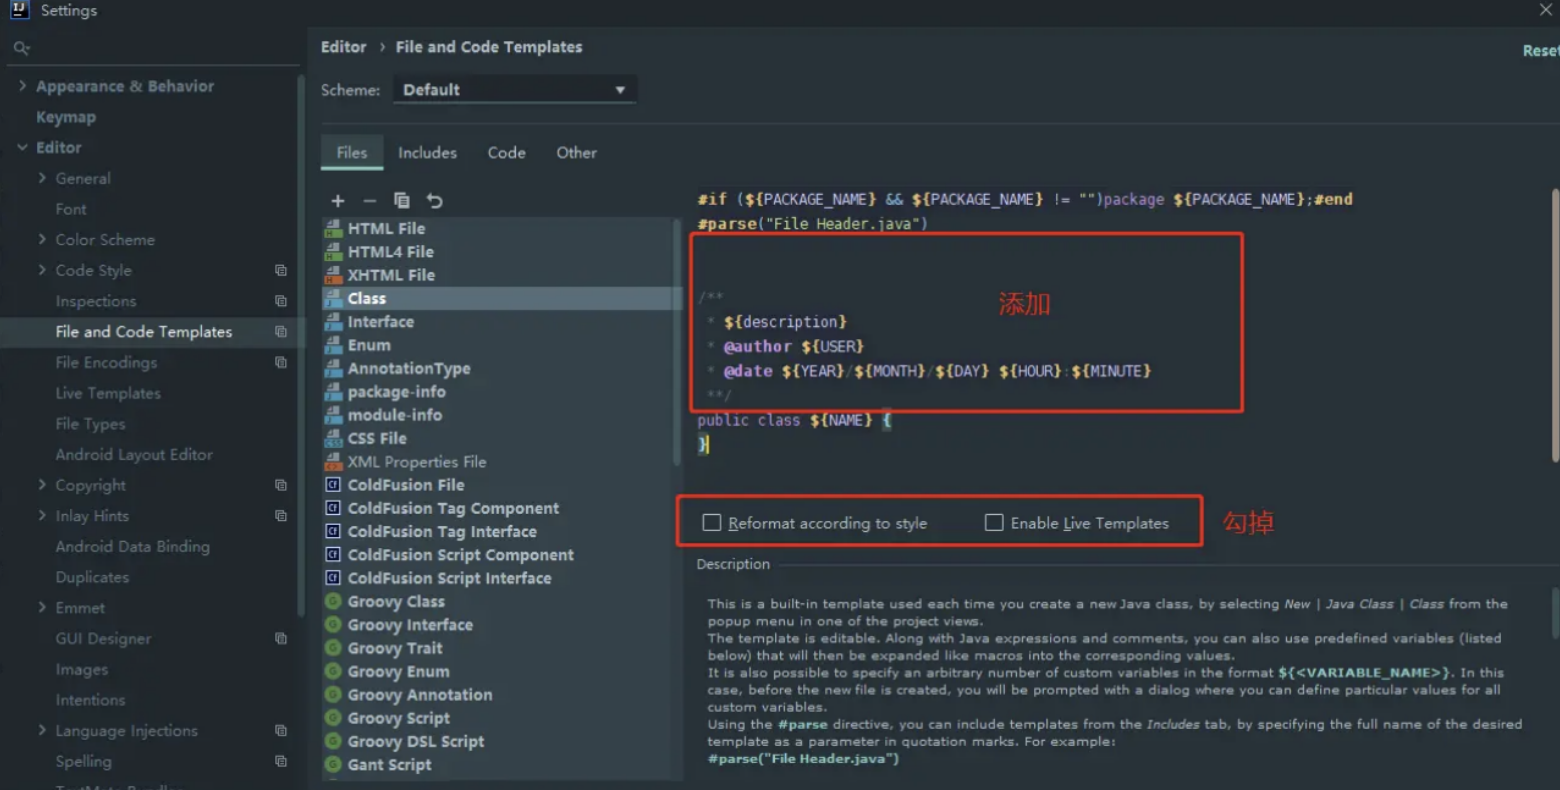 IJ Settings
Appearance & Behavior
Keymap
Editor
General
Font
Color Scheme
Code Style
Inspections
File and Code Templates
File Encodings
Live Templates
File Types
Android Layout Editor
Copyright
Inlay Hints
Android Data Binding
Duplicates
Emmet
GUI Designer
Images
Intentions
Language Injections
Spelling
Editor › File and Code Templates
Reset
Scheme: Default
Files Includes Code Other
HTML File
HTML4 File
XHTML File
Class
Interface
Enum
AnnotationType
package-info
module-info
CSS File
XML Properties File
ColdFusion File
ColdFusion Tag Component
ColdFusion Tag Interface
ColdFusion Script Component
ColdFusion Script Interface
Groovy Class
Groovy Interface
Groovy Trait
Groovy Enum
Groovy Annotation
Groovy Script
Groovy DSL Script
Gant Script
#if (${PACKAGE_NAME} && ${PACKAGE_NAME} != "")package ${PACKAGE_NAME};#end
#parse("File Header.java")
/**
* ${description}
* @author ${USER}
* @date ${YEAR}/${MONTH}/${DAY} ${HOUR}:${MINUTE}
**/
添加
public class ${NAME} {
}
Reformat according to style Enable Live Templates
勾掉
Description
This is a built-in template used each time you create a new Java class, by selecting New | Java Class | Class from the
popup menu in one of the project views.
The template is editable. Along with Java expressions and comments, you can also use predefined variables (listed
below) that will then be expanded like macros into the corresponding values.
It is also possible to specify an arbitrary number of custom variables in the format ${<VARIABLE_NAME>}. In this
case, before the new file is created, you will be prompted with a dialog where you can define particular values for all
custom variables.
Using the #parse directive, you can include templates from the Includes tab, by specifying the full name of the desired
template as a parameter in quotation marks. For example:
#parse("File Header.java")